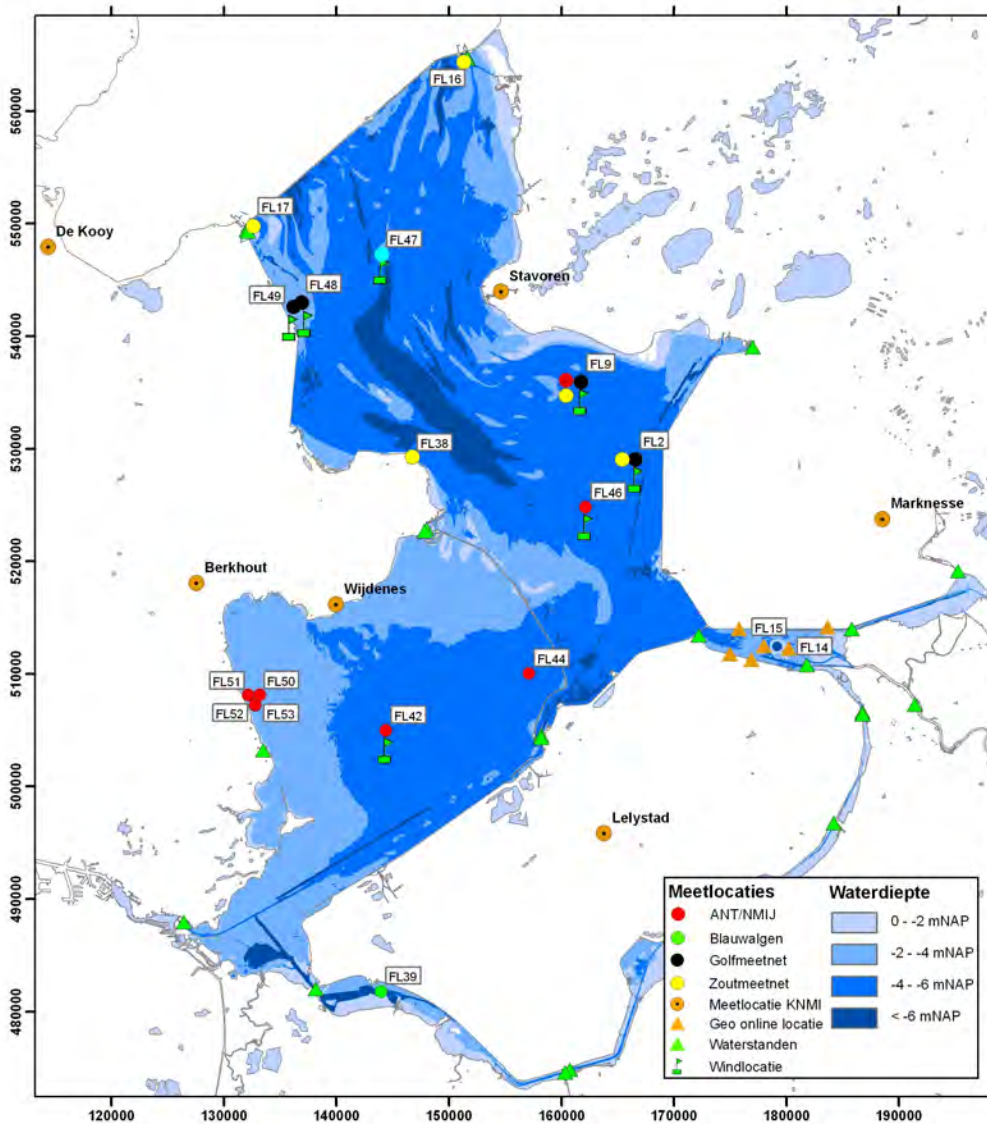 560000
550000
540000
530000
520000
510000
500000
490000
480000
FL16
FL17
De Kooy
FL47
Stavoren
FL48
FL49
FL9
FL38
FL2
FL46
Marknesse
Berkhout
Wijdenes
FL15
FL14
FL44
FL51
FL50
FL52
FL53
FL42
Lelystad
FL39
Meetlocaties
ANT/NMIJ
Blauwalgen
Golfmeetnet
Zoutmeetnet
Meetlocatie KNMI
Geo online locatie
Waterstanden
Windlocatie
Waterdiepte
0 - -2 mNAP
-2 - -4 mNAP
-4 - -6 mNAP
< -6 mNAP
120000
130000
140000
150000
160000
170000
180000
190000